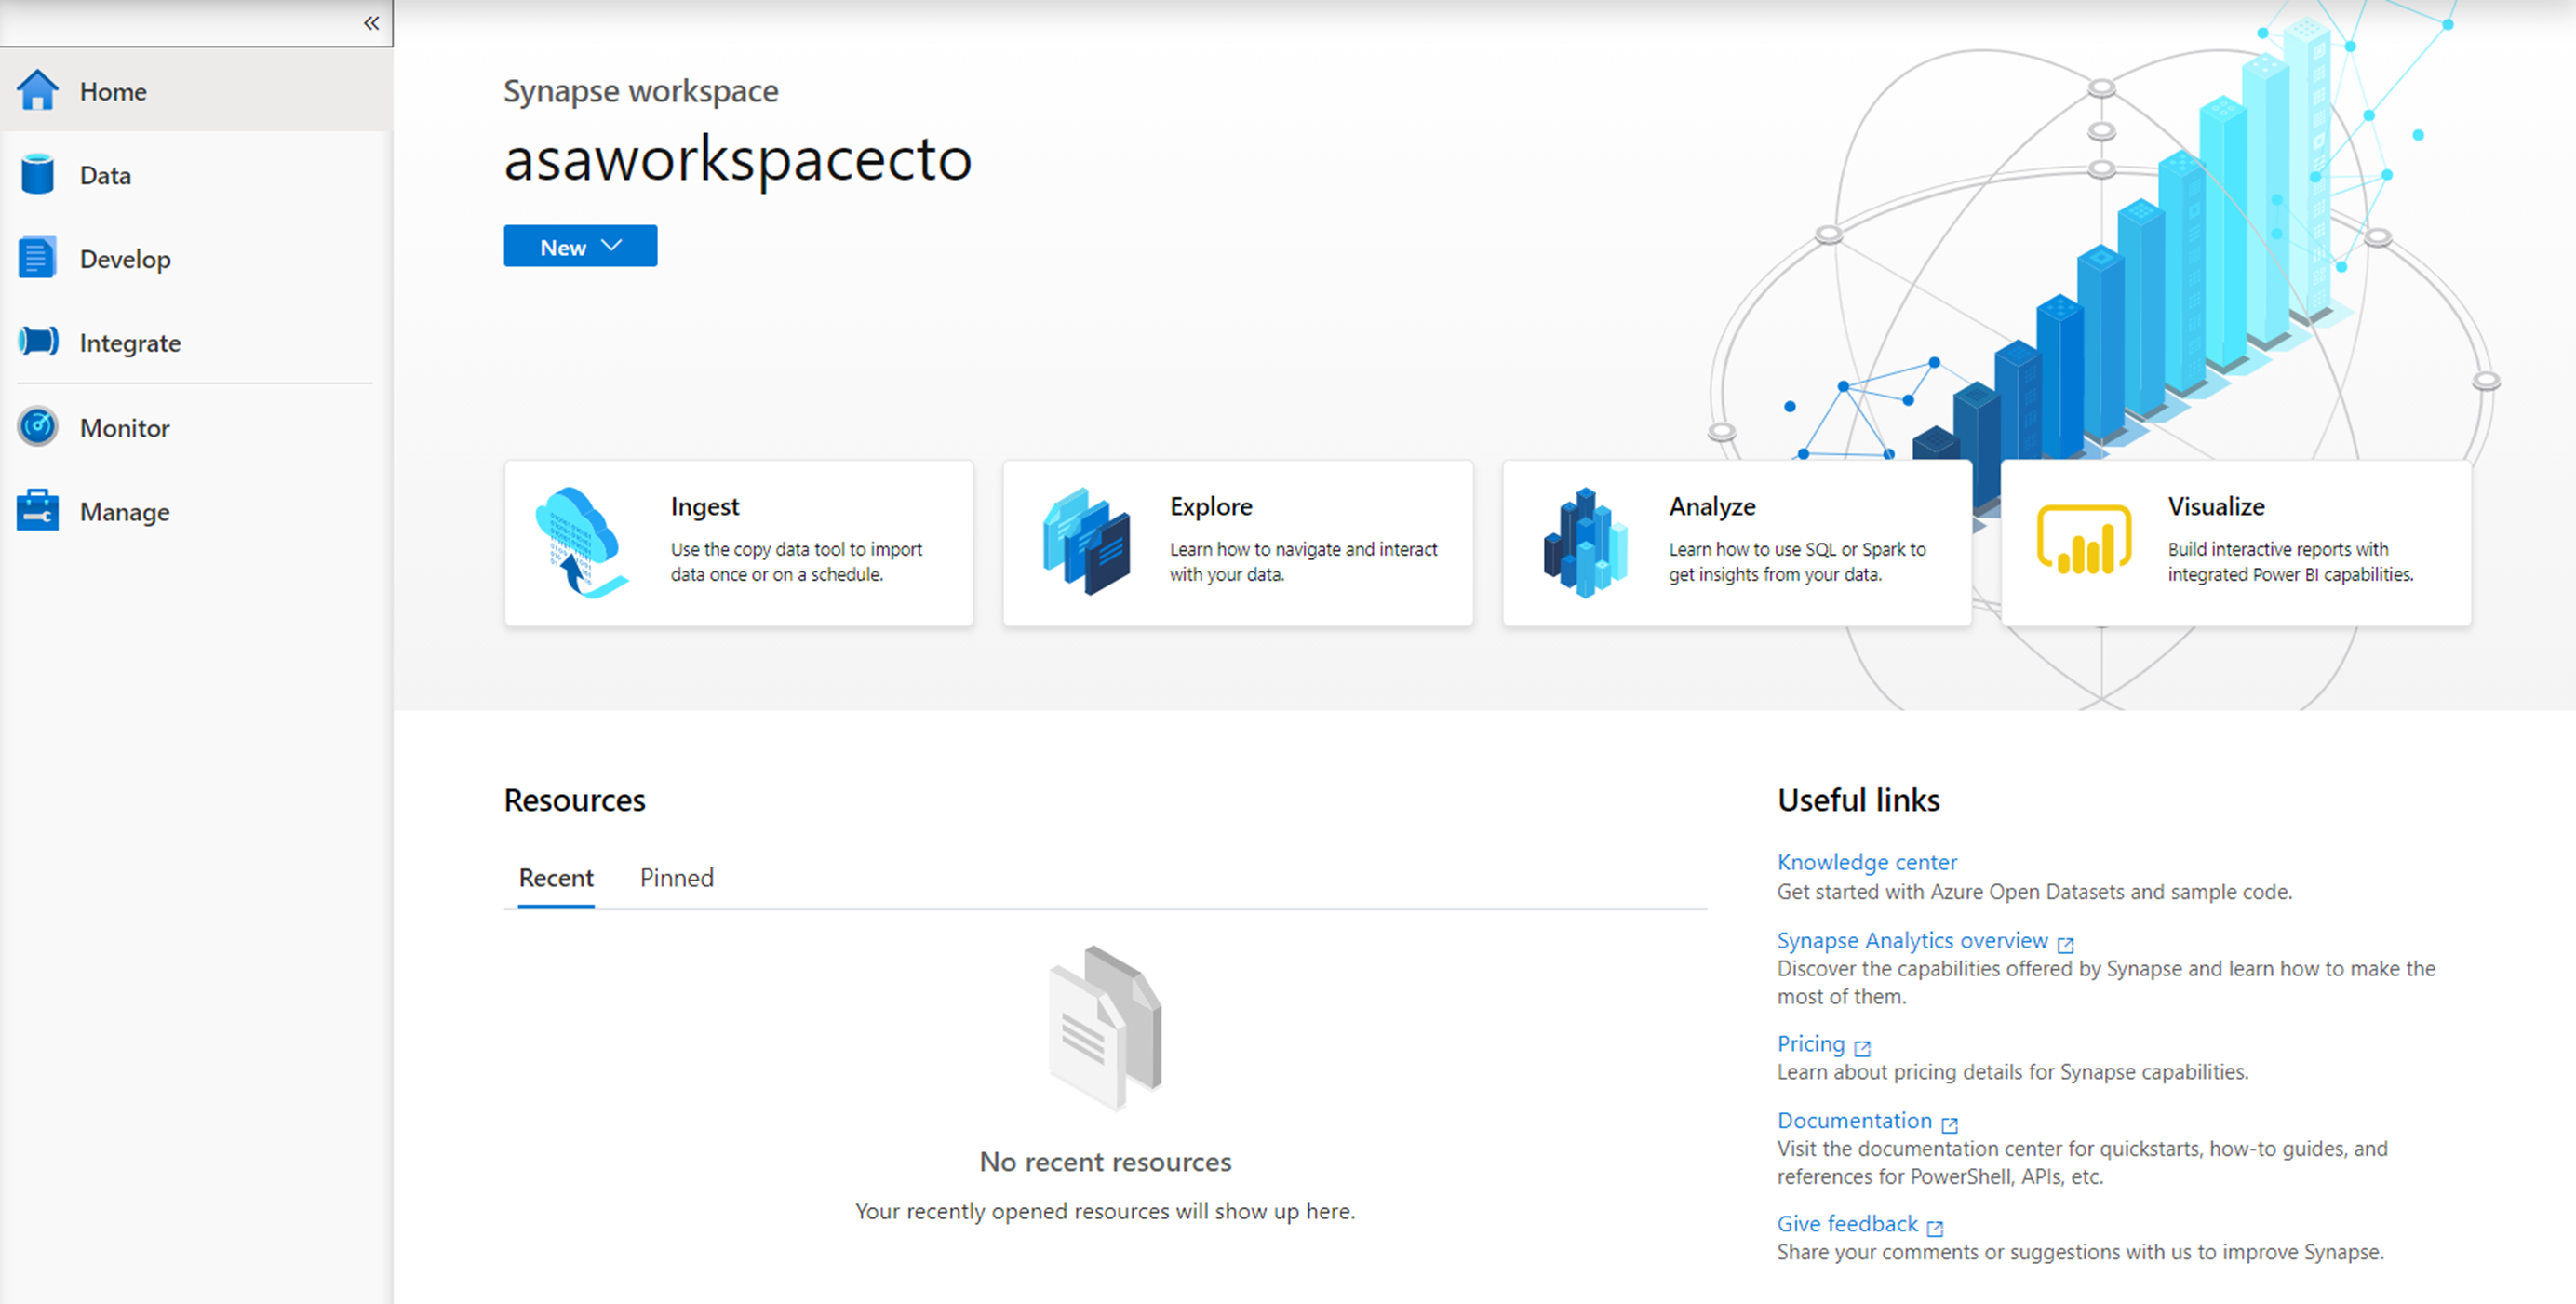 Home
Data
Develop
Integrate
Monitor
Manage
Synapse workspace
asaworkspacecto
New
Ingest
Use the copy data tool to import
data once or on a schedule.
Explore
Learn how to navigate and interact
with your data.
Analyze
Learn how to use SQL or Spark to
get insights from your data.
Visualize
Build interactive reports with
integrated Power BI capabilities.
Resources
Recent Pinned
No recent resources
Your recently opened resources will show up here.
Useful links
Knowledge center
Get started with Azure Open Datasets and sample code.
Synapse Analytics overview
Discover the capabilities offered by Synapse and learn how to make the
most of them.
Pricing
Learn about pricing details for Synapse capabilities.
Documentation
Visit the documentation center for quickstarts, how-to guides, and
references for PowerShell, APIs, etc.
Give feedback
Share your comments or suggestions with us to improve Synapse.